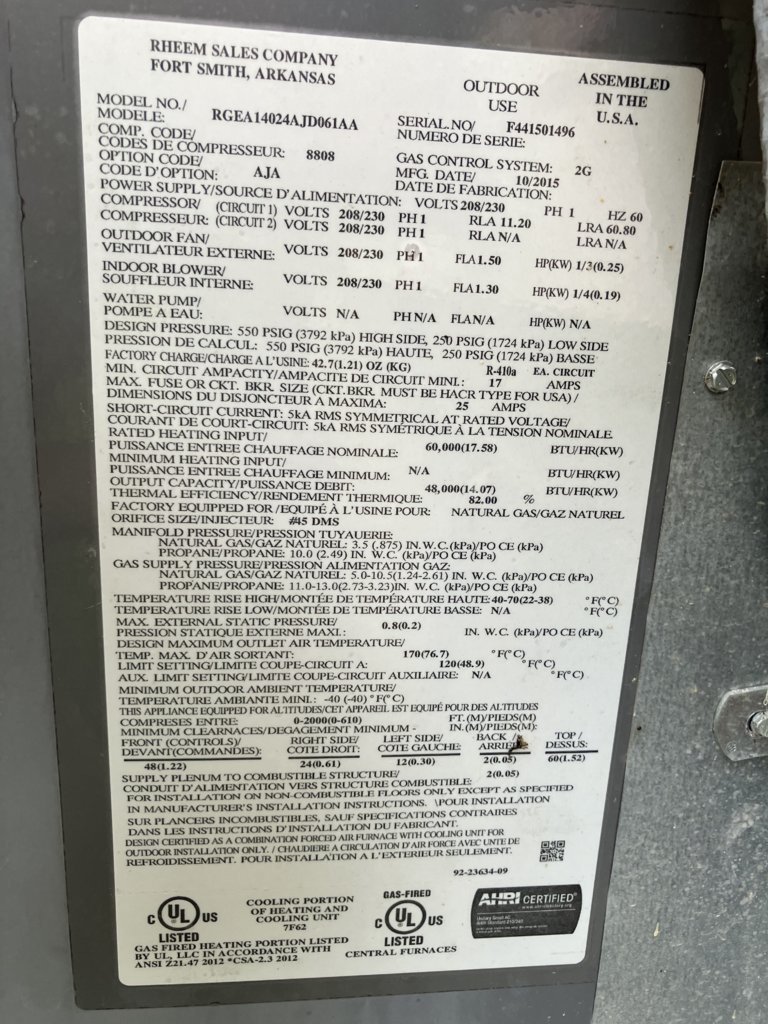 RHEEM SALES COMPANY
FORT SMITH, ARKANSAS
OUTDOOR
USE
ASSEMBLED
IN THE
U.S.A.
MODEL NO./
MODELE: RGEA14024AJD061AA
SERIAL.NO/ F441501496
NUMERO DE SERIE:
COMP. CODE/
CODES DE COMPRESSEUR: 8808
GAS CONTROL SYSTEM: 2G
OPTION CODE/
CODE D'OPTION: AJA
MFG. DATE/ 10/2015
DATE DE FABRICATION:
POWER SUPPLY/SOURCE D'ALIMENTATION: VOLTS 208/230 PH 1 HZ 60
COMPRESSOR/ (CIRCUIT 1) VOLTS 208/230 PH 1 RLA 11.20 LRA 60.80
COMPRESSEUR: (CIRCUIT 2) VOLTS 208/230 PH 1 RLA N/A LRA N/A
OUTDOOR FAN/
VENTILATEUR EXTERNE: VOLTS 208/230 PH 1 FLA 1.50 HP(KW) 1/3(0.25)
INDOOR BLOWER/
SOUFFLEUR INTERNE: VOLTS 208/230 PH 1 FLA 1.30 HP(KW) 1/4(0.19)
WATER PUMP/
POMPE A EAU: VOLTS N/A PH N/A FLA N/A HP(KW) N/A
DESIGN PRESSURE: 550 PSIG (3792 kPa) HIGH SIDE, 250 PSIG (1724 kPa) LOW SIDE
PRESSION DE CALCUL: 550 PSIG (3792 kPa) HAUTE, 250 PSIG (1724 kPa) BASSE
FACTORY CHARGE/CHARGE A L'USINE: 42.7(1.21) OZ (KG) R-410a EA. CIRCUIT
MIN. CIRCUIT AMPACITY/AMPACITE DE CIRCUIT MINI.: 17 AMPS
MAX. FUSE OR CKT. BKR. SIZE (CKT.BKR. MUST BE HACR TYPE FOR USA) /
DIMENSIONS DU DISJONCTEUR A MAXIMA: 25 AMPS
SHORT-CIRCUIT CURRENT: 5kA RMS SYMMETRICAL AT RATED VOLTAGE/
COURANT DE COURT-CIRCUIT: 5kA RMS SYMÉTRIQUE À LA TENSION NOMINALE
RATED HEATING INPUT/
PUISSANCE ENTREE CHAUFFAGE NOMINALE: 60,000(17.58) BTU/HR(KW)
MINIMUM HEATING INPUT/
PUISSANCE ENTREE CHAUFFAGE MINIMUM: N/A BTU/HR(KW)
OUTPUT CAPACITY/PUISSANCE DEBIT: 48,000(14.07) BTU/HR(KW)
THERMAL EFFICIENCY/RENDEMENT THERMIQUE: 82.00 %
FACTORY EQUIPPED FOR /EQUIPÉ À L'USINE POUR: NATURAL GAS/GAZ NATUREL
ORIFICE SIZE/INJECTEUR: #45 DMS
MANIFOLD PRESSURE/PRESSION TUYAUERIE:
NATURAL GAS/GAZ NATUREL: 3.5 (.875) IN.W.C.(kPa)/PO CE (kPa)
PROPANE/PROPANE: 10.0 (2.49) IN. W.C. (kPa)/PO CE (kPa)
GAS SUPPLY PRESSURE/PRESSION ALIMENTATION GAZ:
NATURAL GAS/GAZ NATUREL: 5.0-10.5(1.24-2.61) IN. W.C. (kPa)/PO CE (kPa)
PROPANE/PROPANE: 11.0-13.0(2.73-3.23)IN. W.C. (kPa)/PO CE (kPa)
TEMPERATURE RISE HIGH/MONTÉE DE TEMPÉRATURE HAUTE: 40-70(22-38) °F(°C)
TEMPERATURE RISE LOW/MONTÉE DE TEMPÉRATURE BASSE: N/A °F(°C)
MAX. EXTERNAL STATIC PRESSURE/
PRESSION STATIQUE EXTERNE MAXI.: 0.8(0.2) IN. W.C. (kPa)/PO CE (kPa)
DESIGN MAXIMUM OUTLET AIR TEMPERATURE/
TEMP. MAX. D'AIR SORTANT: 170(76.7) °F(°C)
LIMIT SETTING/LIMITE COUPE-CIRCUIT A: 120(48.9) °F(°C)
AUX. LIMIT SETTING/LIMITE COUPE-CIRCUIT AUXILIAIRE: N/A °F(°C)
MINIMUM OUTDOOR AMBIENT TEMPERATURE/
TEMPERATURE AMBIANTE MINI.: -40 (-40) °F(°C)
THIS APPLIANCE EQUIPPED FOR ALTITUDES/CET APPAREIL EST EQUIPÉ POUR DES ALTITUDES
COMPRESES ENTRE: 0-2000(0-610) FT.(M)/PIEDS(M)
MINIMUM CLEARNACES/DEGAGEMENT MINIMUM - IN.(M)/PIEDS(M):
FRONT (CONTROLS)/ RIGHT SIDE/ LEFT SIDE/ BACK / TOP /
DEVANT(COMMANDES): COTE DROIT: COTE GAUCHE: ARRIERE DESSUS:
48(1.22) 24(0.61) 12(0.30) 2(0.05) 60(1.52)
SUPPLY PLENUM TO COMBUSTIBLE STRUCTURE/
CONDUIT D'ALIMENTATION VERS STRUCTURE COMBUSTIBLE: 2(0.05)
FOR INSTALLATION ON NON-COMBUSTIBLE FLOORS ONLY EXCEPT AS SPECIFIED
IN MANUFACTURER'S INSTALLATION INSTRUCTIONS. \POUR INSTALLATION
SUR PLANCERS INCOMBUSTIBLES, SAUF SPECIFICATIONS CONTRAIRES
DANS LES INSTRUCTIONS D'INSTALLATION DU FABRICANT.
DESIGN CERTIFIED AS A COMBINATION FORCED AIR FURNACE WITH COOLING UNIT FOR
OUTDOOR INSTALLATION ONLY. / CHAUDIERE A CIRCULATION D'AIR FORCE AVEC UNTE DE
REFROIDISSEMENT. POUR INSTALLATION A L'EXTERIEUR SEULEMENT.
92-23634-09
C UL US
LISTED
COOLING PORTION
OF HEATING AND
COOLING UNIT
7F62
GAS-FIRED
C UL US
LISTED
CENTRAL FURNACES
AHRI CERTIFIED
www.ahridirectory.org
Unitary Small AC
AHRI Standard 210/240
GAS FIRED HEATING PORTION LISTED
BY UL, LLC IN ACCORDANCE WITH
ANSI Z21.47 2012 *CSA-2.3 2012